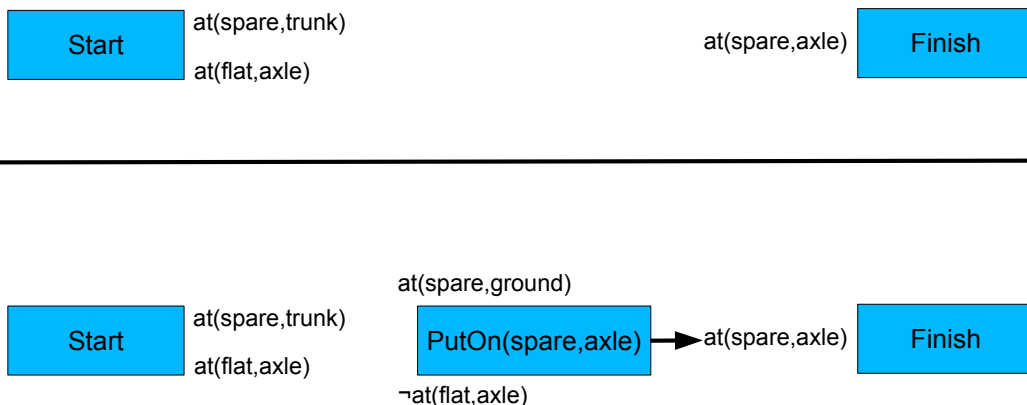 Start
at(spare,trunk)
at(flat,axle)
at(spare,axle)
Finish
Start
at(spare,trunk)
at(flat,axle)
at(spare,ground)
PutOn(spare,axle)
¬at(flat,axle)
at(spare,axle)
Finish